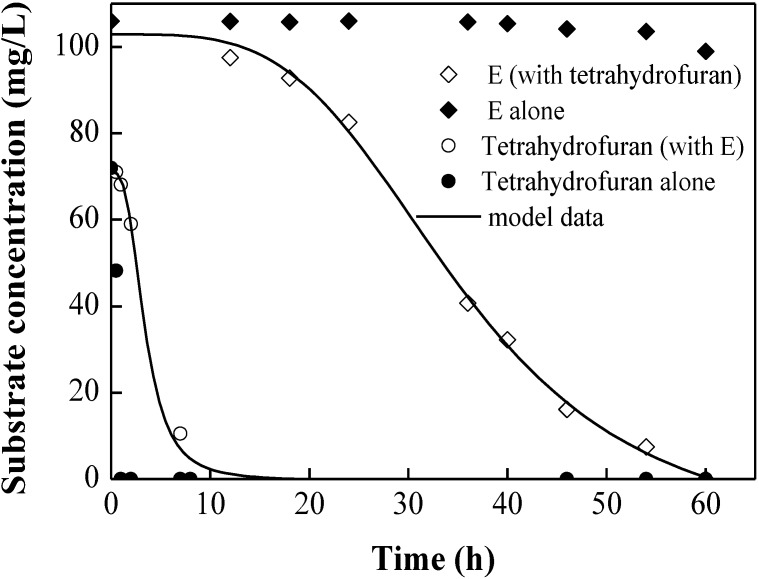 Substrate concentration (mg/L)
100
80
60
40
20
0
E (with tetrahydrofuran)
E alone
Tetrahydrofuran (with E)
Tetrahydrofuran alone
model data
0 10 20 30 40 50 60
Time (h)